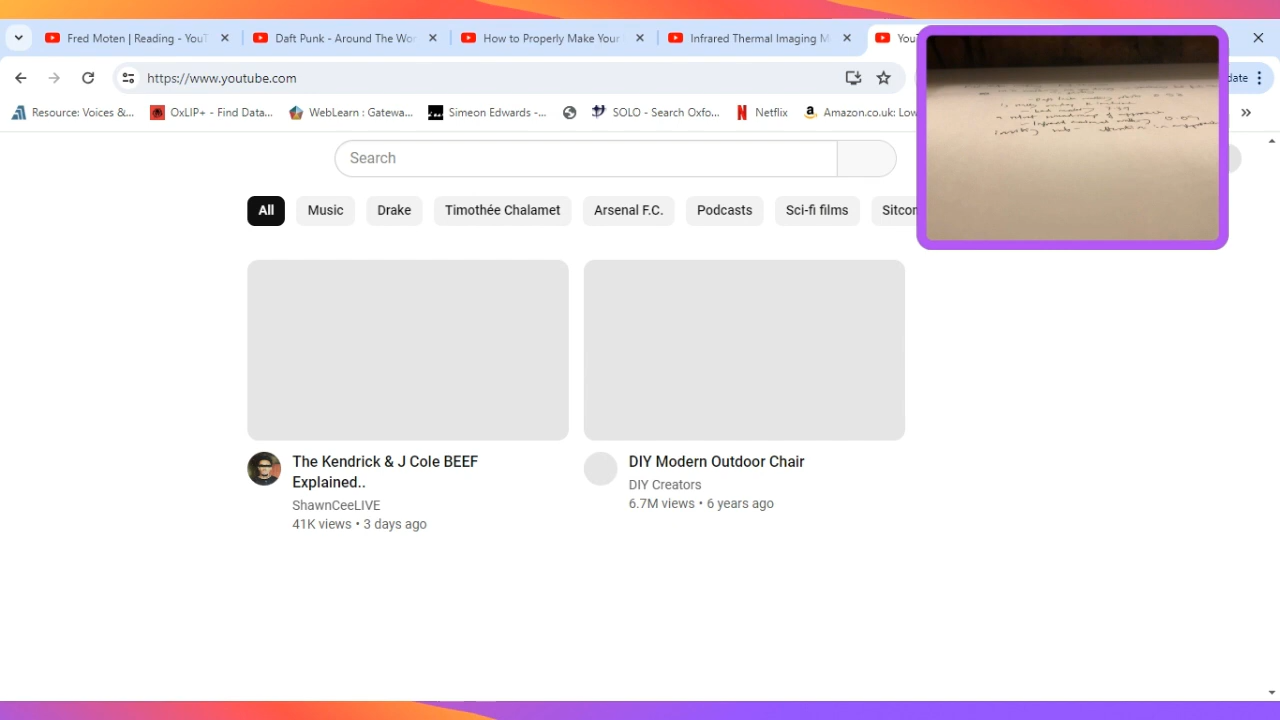 Fred Moten | Reading - YouT
Daft Punk - Around The Wo
How to Properly Make Your
Infrared Thermal Imaging M
You
https://www.youtube.com
date
Resource: Voices &...
OxLIP+ - Find Data...
WebLearn
Simeon Edwards -...
SOLO - Search Oxfo...
Netflix
Amazon.co.uk: Low
»
Search
All
Music
Drake
Timothée Chalamet
Arsenal F.C.
Podcasts
Sci-fi films
Sitcom
The Kendrick & J Cole BEEF
Explained..
ShawnCeeLIVE
41K views • 3 days ago
DIY Modern Outdoor Chair
DIY Creators
6.7M views • 6 years ago